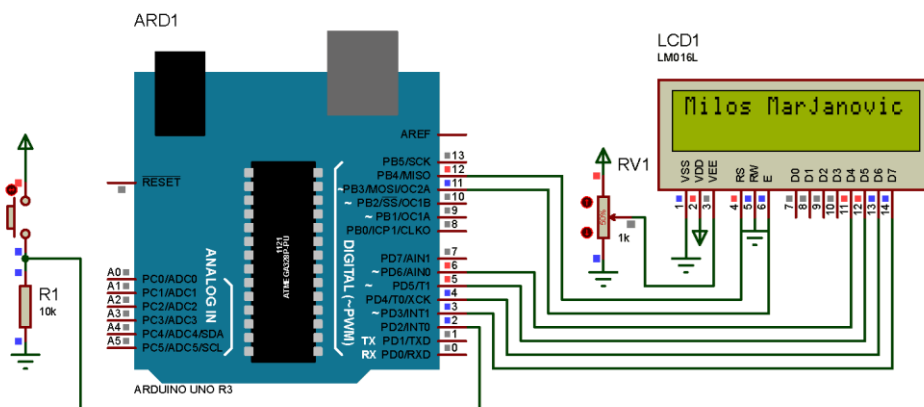 ARD1
LCD1
LM016L
Milos MarJanovic
AREF
RESET
PB5/SCK 13
PB4/MISO 12
~PB3/MOSI/OC2A 11
~PB2/SS/OC1B 10
~PB1/OC1A 9
PB0/ICP1/CLKO 8
PD7/AIN1 7
~PD6/AIN0 6
~PD5/T1 5
PD4/T0/XCK 4
~PD3/INT1 3
PD2/INT0 2
TX PD1/TXD 1
RX PD0/RXD 0
DIGITAL (~PWM)
ANALOG IN
1121
ATMEGA328P-PU
A0 PC0/ADC0
A1 PC1/ADC1
A2 PC2/ADC2
A3 PC3/ADC3
A4 PC4/ADC4/SDA
A5 PC5/ADC5/SCL
ARDUINO UNO R3
R1
10k
RV1
50%
1k
VSS VDD VEE RS RW E D0 D1 D2 D3 D4 D5 D6 D7
1 2 3 4 5 6 7 8 9 10 11 12 13 14